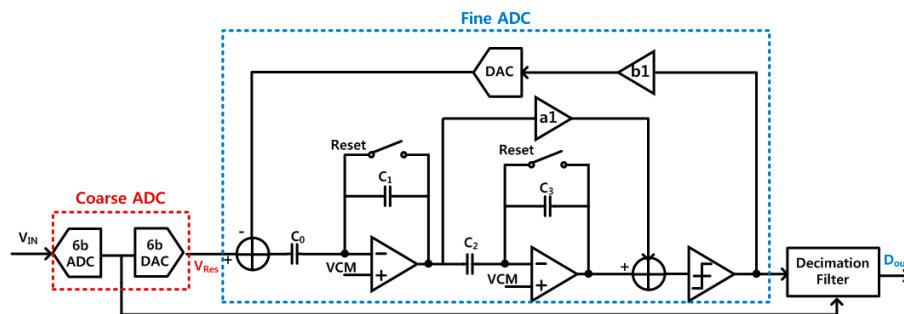 Fine ADC
DAC
b1
a1
Reset
Reset
C1
C3
Coarse ADC
-
VIN
6b
ADC
6b
DAC
VRes
+
C0
VCM
−
+
C2
VCM
−
+
+
Decimation
Filter
Dou